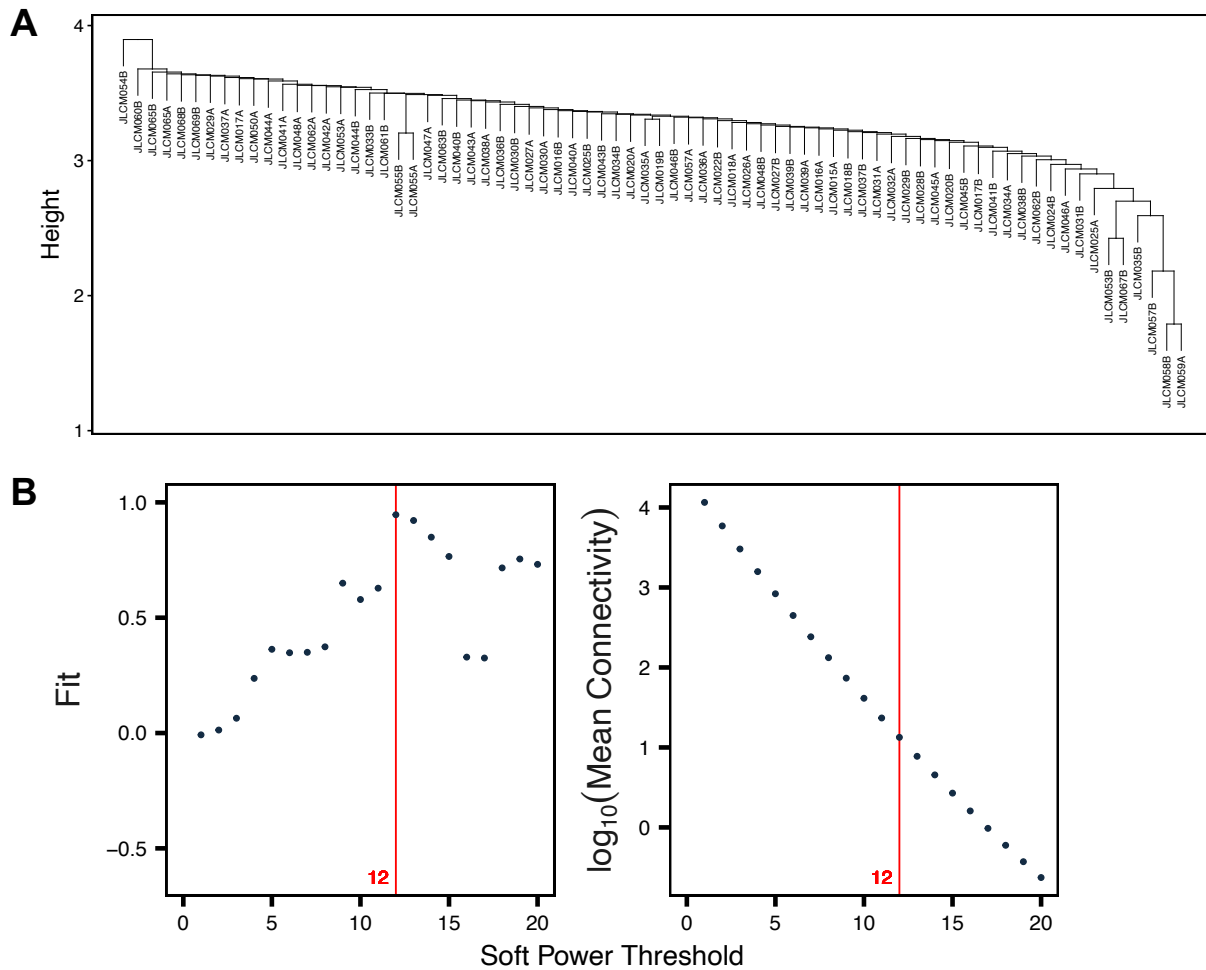 A
4
3
2
1
Height
JLCM054B
JLCM060B
JLCM065B
JLCM065A
JLCM068B
JLCM069B
JLCM029A
JLCM037A
JLCM017A
JLCM050A
JLCM044A
JLCM041A
JLCM048A
JLCM062A
JLCM042A
JLCM053A
JLCM044B
JLCM033B
JLCM061B
JLCM055B
JLCM055A
JLCM047A
JLCM063B
JLCM040B
JLCM043A
JLCM038A
JLCM036B
JLCM030B
JLCM027A
JLCM030A
JLCM016B
JLCM040A
JLCM025B
JLCM043B
JLCM034B
JLCM020A
JLCM035A
JLCM019B
JLCM046B
JLCM057A
JLCM036A
JLCM022B
JLCM018A
JLCM026A
JLCM048B
JLCM027B
JLCM039B
JLCM039A
JLCM016A
JLCM015A
JLCM018B
JLCM037B
JLCM031A
JLCM032A
JLCM029B
JLCM028B
JLCM045A
JLCM020B
JLCM045B
JLCM017B
JLCM041B
JLCM034A
JLCM038B
JLCM062B
JLCM024B
JLCM046A
JLCM031B
JLCM025A
JLCM053B
JLCM067B
JLCM035B
JLCM057B
JLCM058B
JLCM059A
B
1.0
0.5
0.0
−0.5
Fit
12
0 5 10 15 20
4
3
2
1
0
log₁₀(Mean Connectivity)
12
0 5 10 15 20
Soft Power Threshold